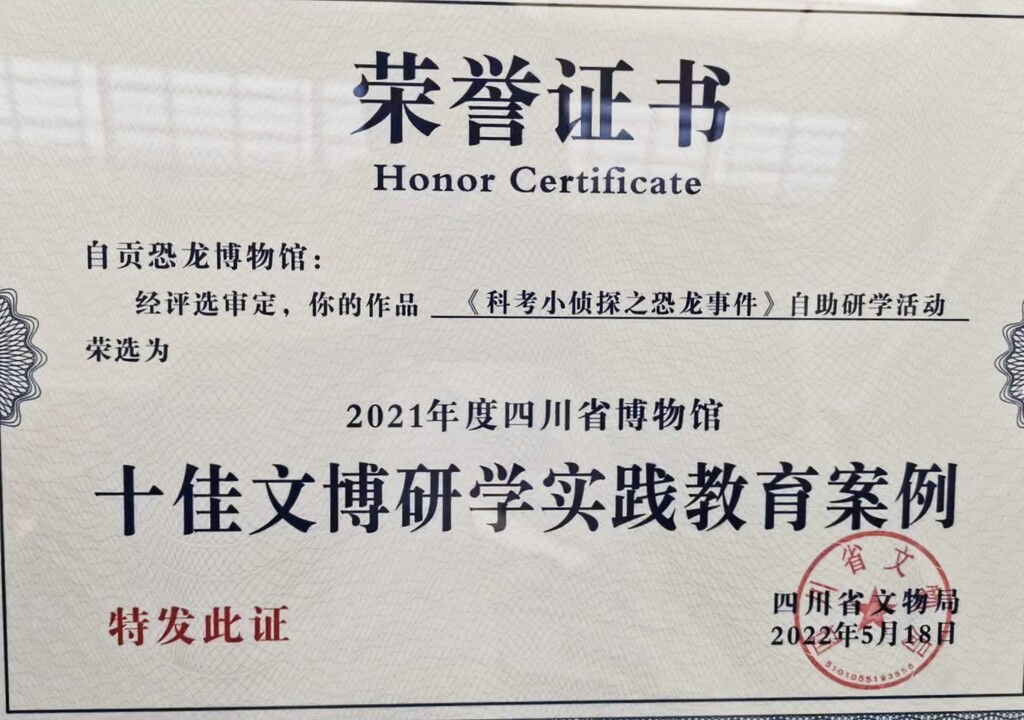 荣誉证书
Honor Certificate
自贡恐龙博物馆：
经评选审定，你的作品 《科考小侦探之恐龙事件》自助研学活动
荣选为
2021年度四川省博物馆
十佳文博研学实践教育案例
特发此证
四川省文物局
2022年5月18日